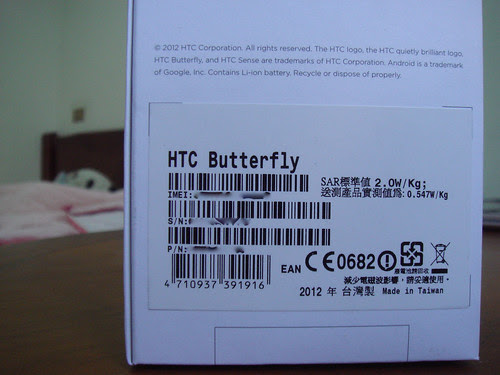 © 2012 HTC Corporation. All rights reserved. The HTC logo, the HTC quietly brilliant logo,
HTC Butterfly, and HTC Sense are trademarks of HTC Corporation. Android is a trademark
of Google, Inc. Contains Li-ion battery. Recycle or dispose of properly.
HTC Butterfly
SAR標準值 2.0W/Kg;
送測產品實測值為: 0.547W/Kg
IMEI:
S/N:
P/N:
EAN CE0682
廢電池請回收
減少電磁波影響，請妥適使用。
4 710937 391916
2012 年 台灣製 Made in Taiwan